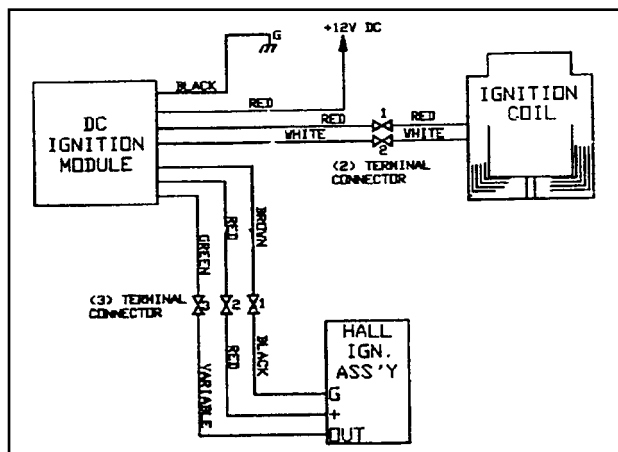 G
+12V DC
BLACK
RED
DC
IGNITION
MODULE
RED
1
RED
WHITE
2
WHITE
IGNITION
COIL
(2) TERMINAL
CONNECTOR
GREEN
RED
BROWN
(3) TERMINAL
CONNECTOR
3
2
1
VARIABLE
RED
BLACK
HALL
IGN.
ASS'Y
G
+
OUT